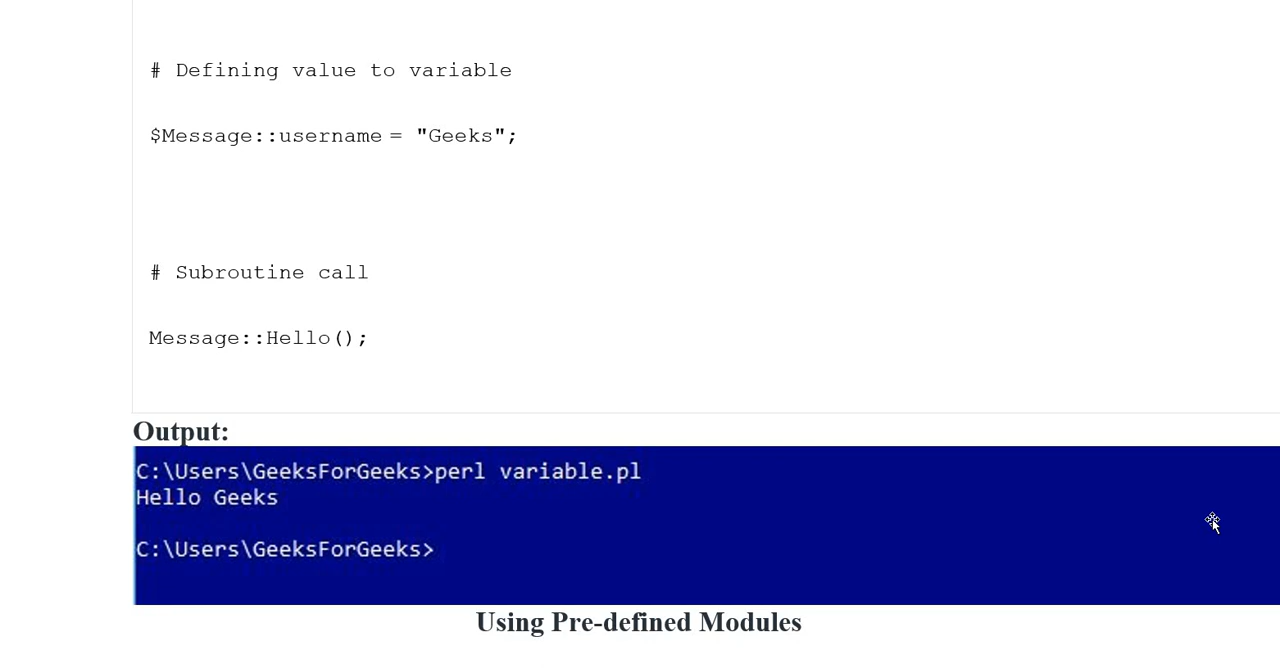 # Defining value to variable
$Message::username = "Geeks";
# Subroutine call
Message::Hello();
Output:
C:\Users\GeeksForGeeks>perl variable.pl
Hello Geeks
C:\Users\GeeksForGeeks>
Using Pre-defined Modules